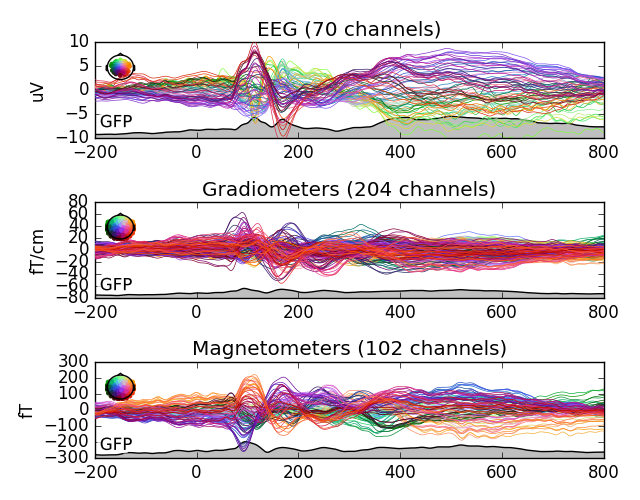 EEG (70 channels)
10
5
0
−5
−10
uV
GFP
−200 0 200 400 600 800
Gradiometers (204 channels)
80
60
40
20
0
−20
−40
−60
−80
fT/cm
GFP
−200 0 200 400 600 800
Magnetometers (102 channels)
300
200
100
0
−100
−200
−300
fT
GFP
−200 0 200 400 600 800